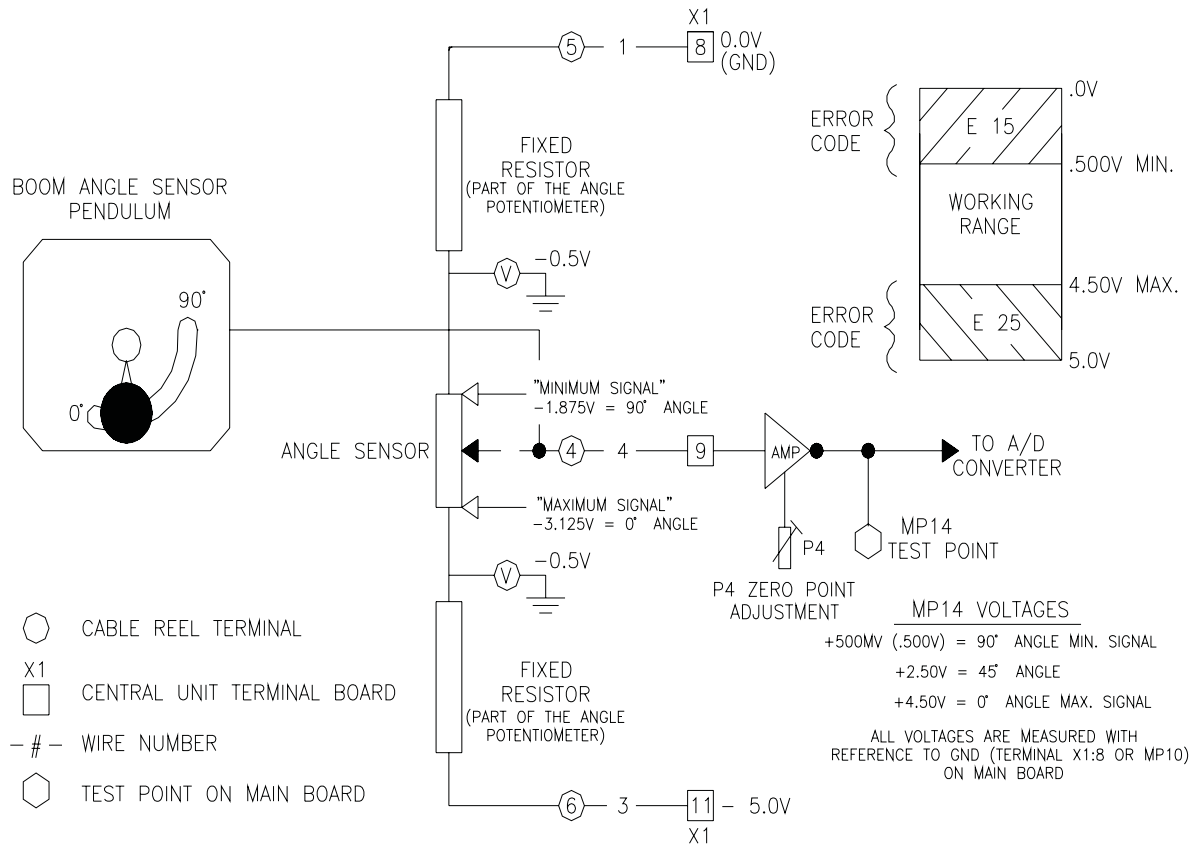 X1
5
1
8
0.0V
(GND)
FIXED
RESISTOR
(PART OF THE ANGLE
POTENTIOMETER)
ERROR
CODE
E 15
.0V
.500V MIN.
WORKING
RANGE
4.50V MAX.
ERROR
CODE
E 25
5.0V
BOOM ANGLE SENSOR
PENDULUM
90°
0°
V
-0.5V
"MINIMUM SIGNAL"
-1.875V = 90° ANGLE
ANGLE SENSOR
4
4
9
AMP
TO A/D
CONVERTER
"MAXIMUM SIGNAL"
-3.125V = 0° ANGLE
P4
MP14
TEST POINT
P4 ZERO POINT
ADJUSTMENT
V
-0.5V
MP14 VOLTAGES
+500MV (.500V) = 90° ANGLE MIN. SIGNAL
+2.50V = 45° ANGLE
+4.50V = 0° ANGLE MAX. SIGNAL
ALL VOLTAGES ARE MEASURED WITH
REFERENCE TO GND (TERMINAL X1:8 OR MP10)
ON MAIN BOARD
FIXED
RESISTOR
(PART OF THE ANGLE
POTENTIOMETER)
6
3
11
- 5.0V
X1
CABLE REEL TERMINAL
X1
CENTRAL UNIT TERMINAL BOARD
-#- WIRE NUMBER
TEST POINT ON MAIN BOARD